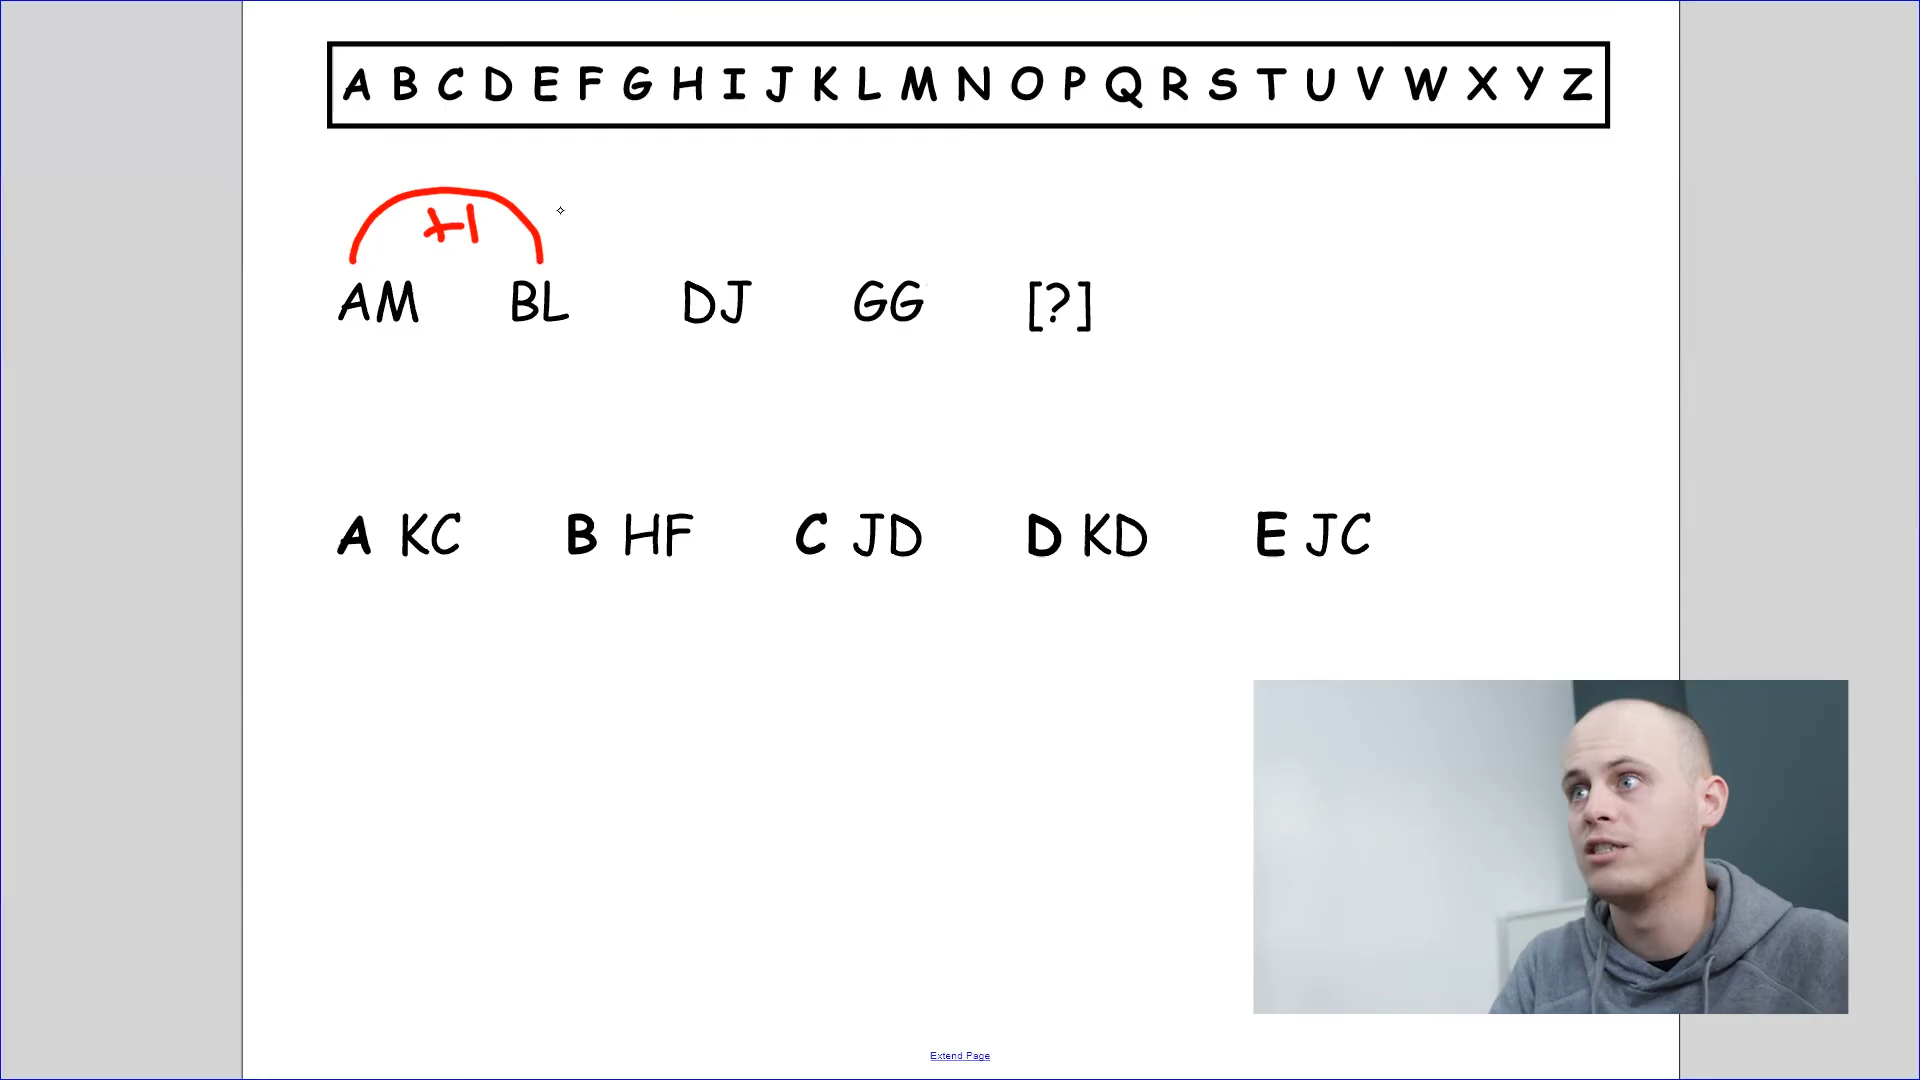 A B C D E F G H I J K L M N O P Q R S T U V W X Y Z
+1
AM BL DJ GG [?]
A KC B HF C JD D KD E JC
Extend Page